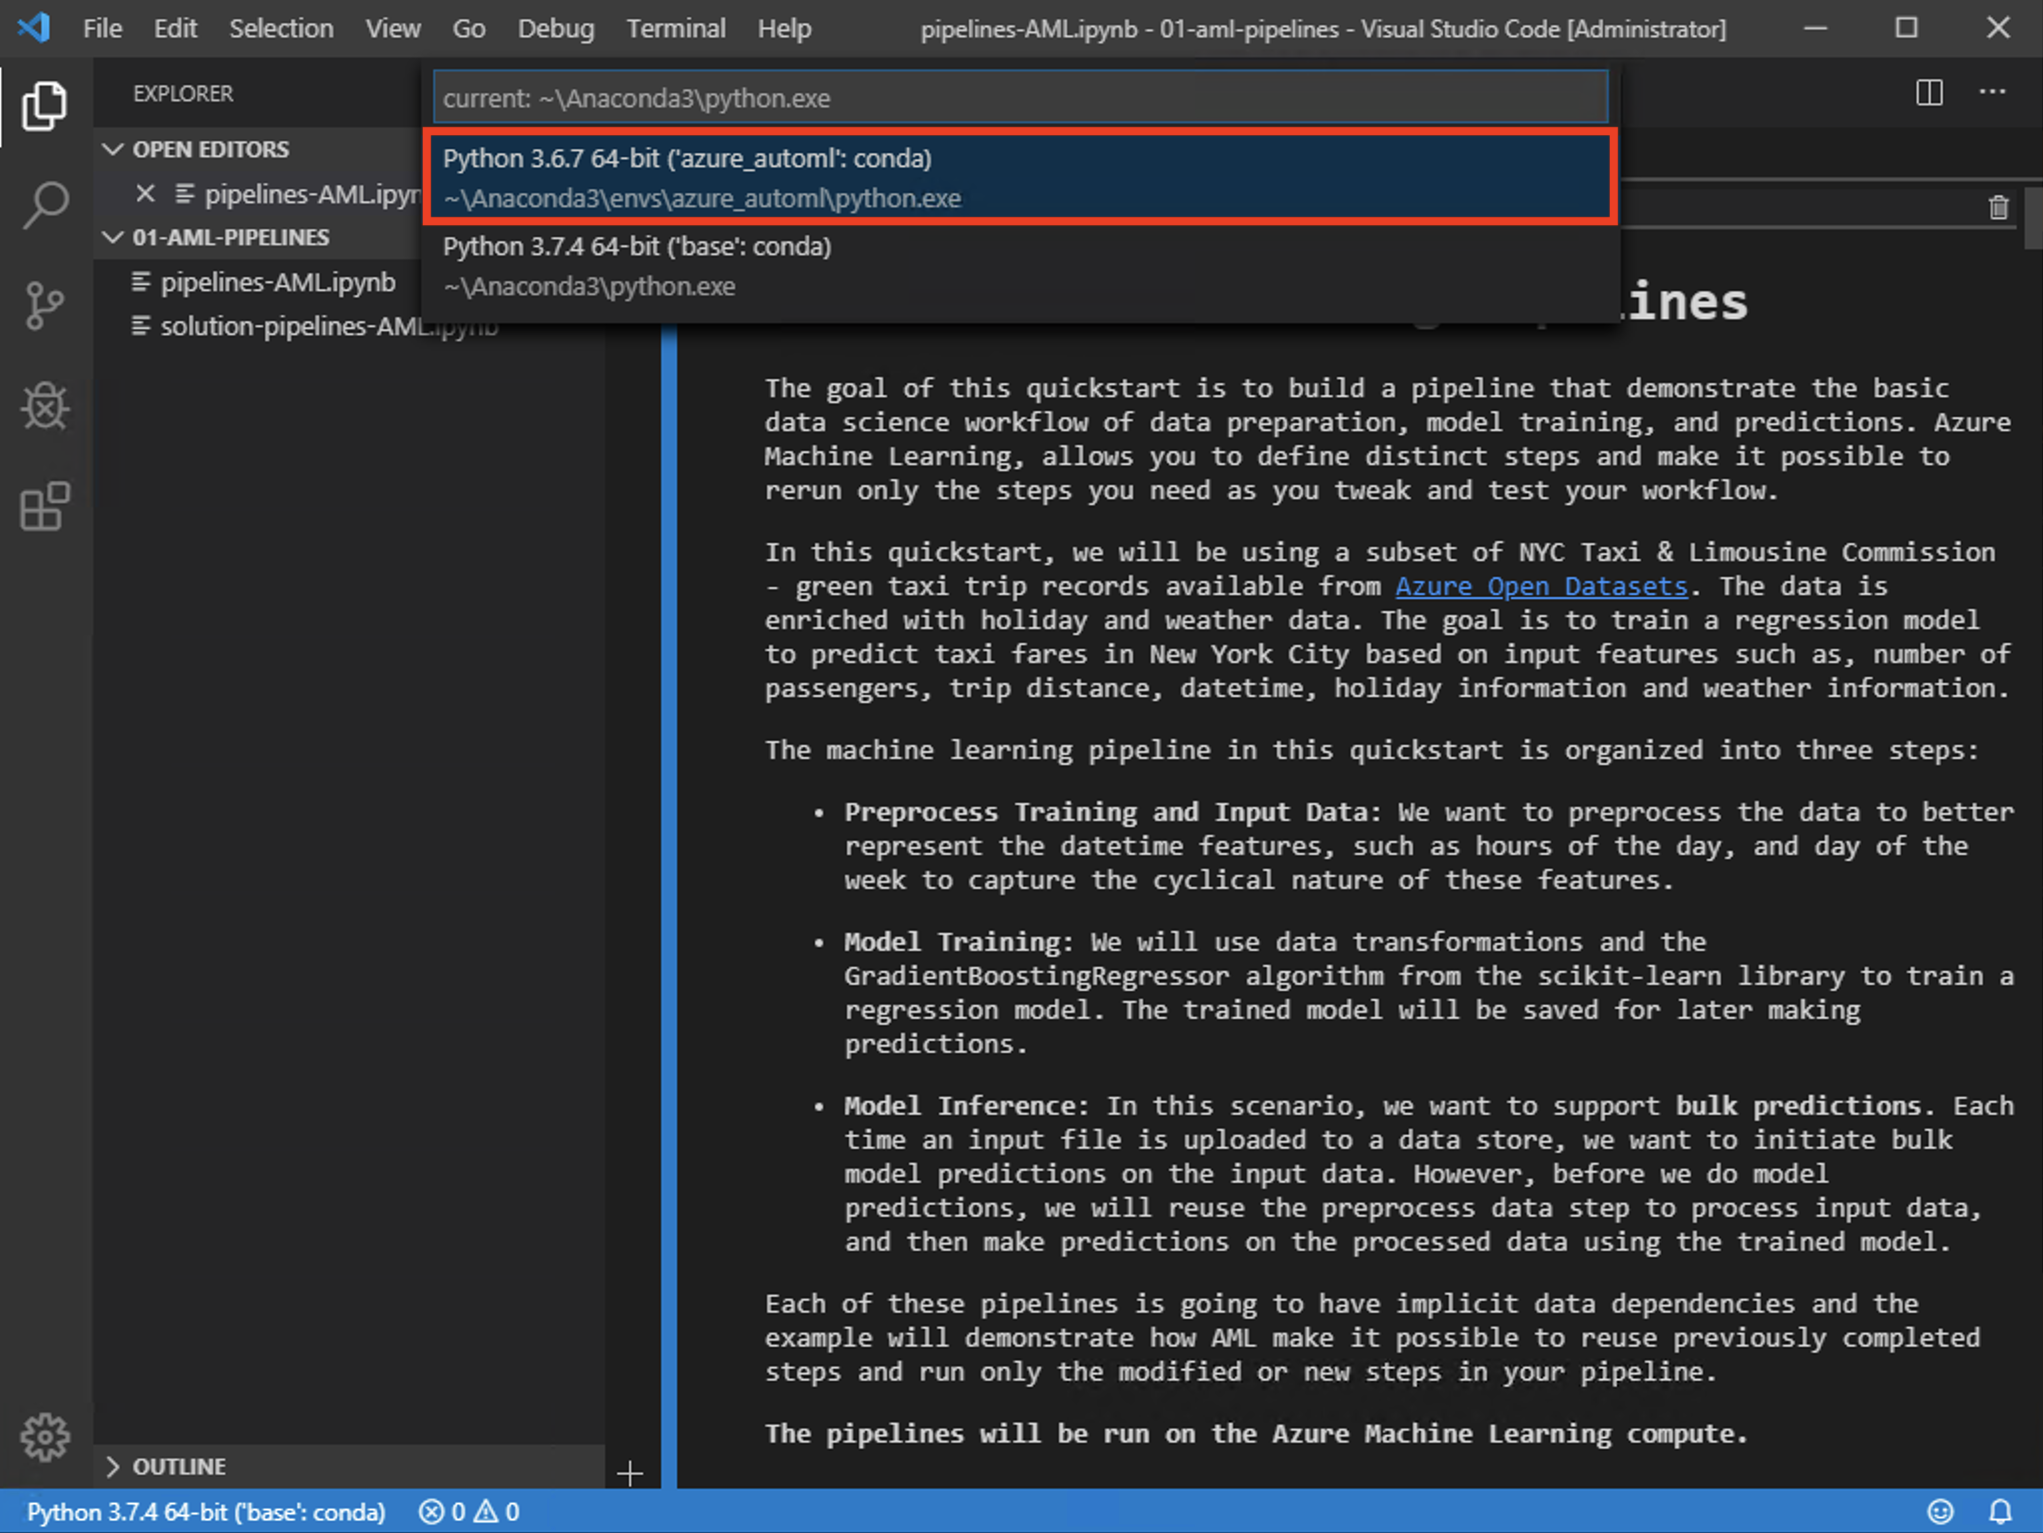 File Edit Selection View Go Debug Terminal Help
pipelines-AML.ipynb - 01-aml-pipelines - Visual Studio Code [Administrator]
EXPLORER
OPEN EDITORS
pipelines-AML.ipyn
01-AML-PIPELINES
pipelines-AML.ipynb
solution-pipelines-AML.ipynb
OUTLINE
current: ~\Anaconda3\python.exe
Python 3.6.7 64-bit ('azure_automl': conda)
~\Anaconda3\envs\azure_automl\python.exe
Python 3.7.4 64-bit ('base': conda)
~\Anaconda3\python.exe
lines
The goal of this quickstart is to build a pipeline that demonstrate the basic
data science workflow of data preparation, model training, and predictions. Azure
Machine Learning, allows you to define distinct steps and make it possible to
rerun only the steps you need as you tweak and test your workflow.
In this quickstart, we will be using a subset of NYC Taxi & Limousine Commission
- green taxi trip records available from Azure Open Datasets. The data is
enriched with holiday and weather data. The goal is to train a regression model
to predict taxi fares in New York City based on input features such as, number of
passengers, trip distance, datetime, holiday information and weather information.
The machine learning pipeline in this quickstart is organized into three steps:
• Preprocess Training and Input Data: We want to preprocess the data to better
represent the datetime features, such as hours of the day, and day of the
week to capture the cyclical nature of these features.
• Model Training: We will use data transformations and the
GradientBoostingRegressor algorithm from the scikit-learn library to train a
regression model. The trained model will be saved for later making
predictions.
• Model Inference: In this scenario, we want to support bulk predictions. Each
time an input file is uploaded to a data store, we want to initiate bulk
model predictions on the input data. However, before we do model
predictions, we will reuse the preprocess data step to process input data,
and then make predictions on the processed data using the trained model.
Each of these pipelines is going to have implicit data dependencies and the
example will demonstrate how AML make it possible to reuse previously completed
steps and run only the modified or new steps in your pipeline.
The pipelines will be run on the Azure Machine Learning compute.
Python 3.7.4 64-bit ('base': conda) 0 0